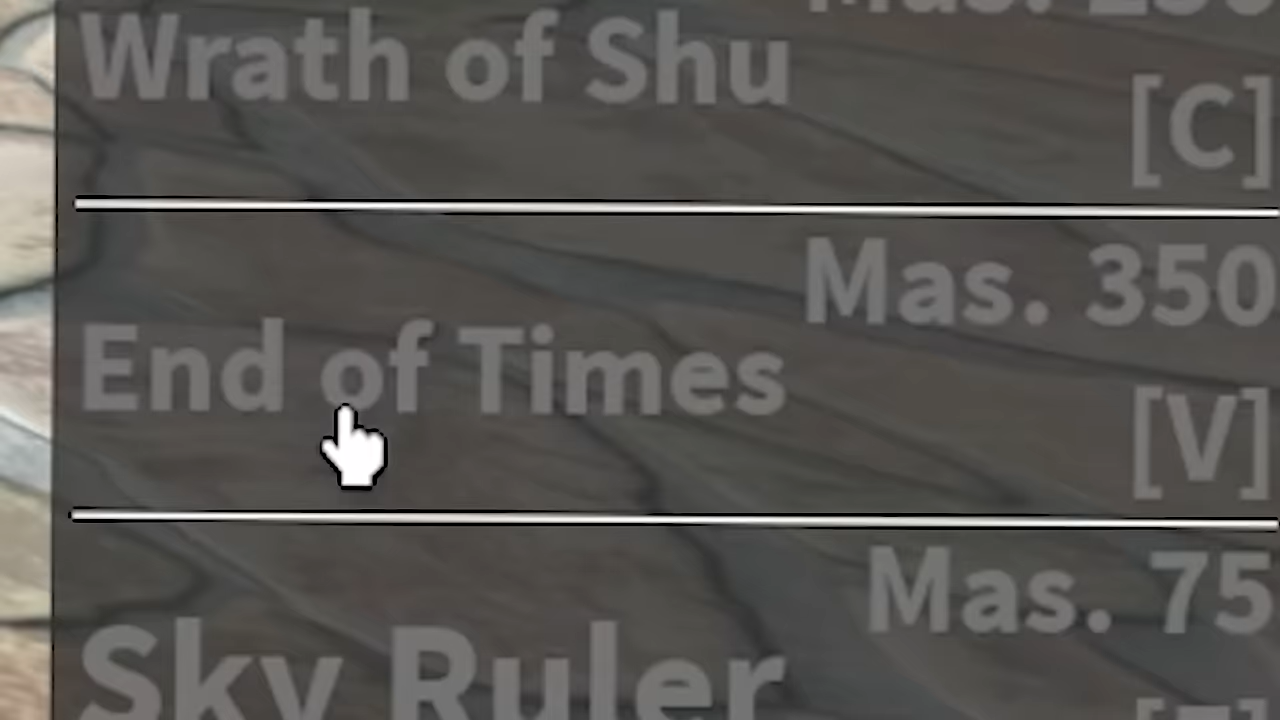 Wrath of Shu
[C]
Mas. 350
End of Times
[V]
Mas. 75
Sky Ruler